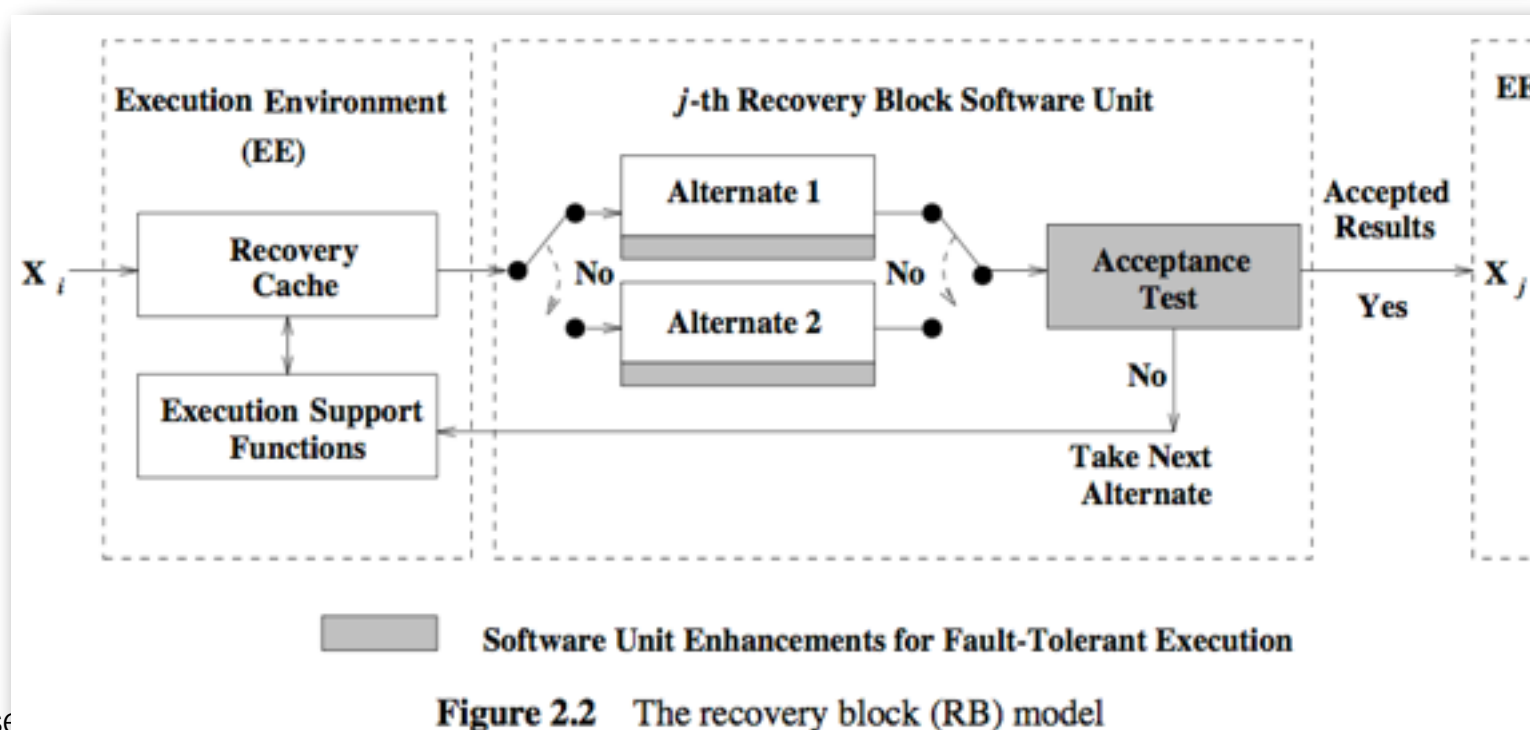 Execution Environment
(EE)
j-th Recovery Block Software Unit
X i
Recovery
Cache
Execution Support
Functions
Alternate 1
No
No
Alternate 2
Acceptance
Test
No
Take Next
Alternate
Accepted
Results
Yes
X j
Software Unit Enhancements for Fault-Tolerant Execution
Figure 2.2 The recovery block (RB) model